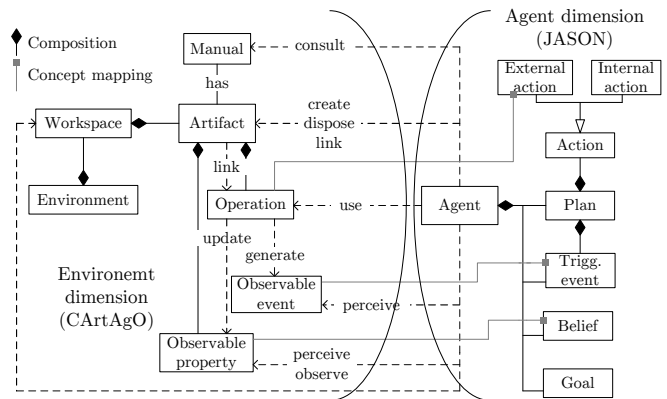 Agent dimension
(JASON)
Composition
Concept mapping
Manual
consult
has
External
action
Internal
action
Workspace
Artifact
create
dispose
link
Action
link
Environment
Operation
use
Agent
Plan
update
generate
Environemt
dimension
(CArtAgO)
Observable
event
perceive
Trigg.
event
Observable
property
perceive
observe
Belief
Goal